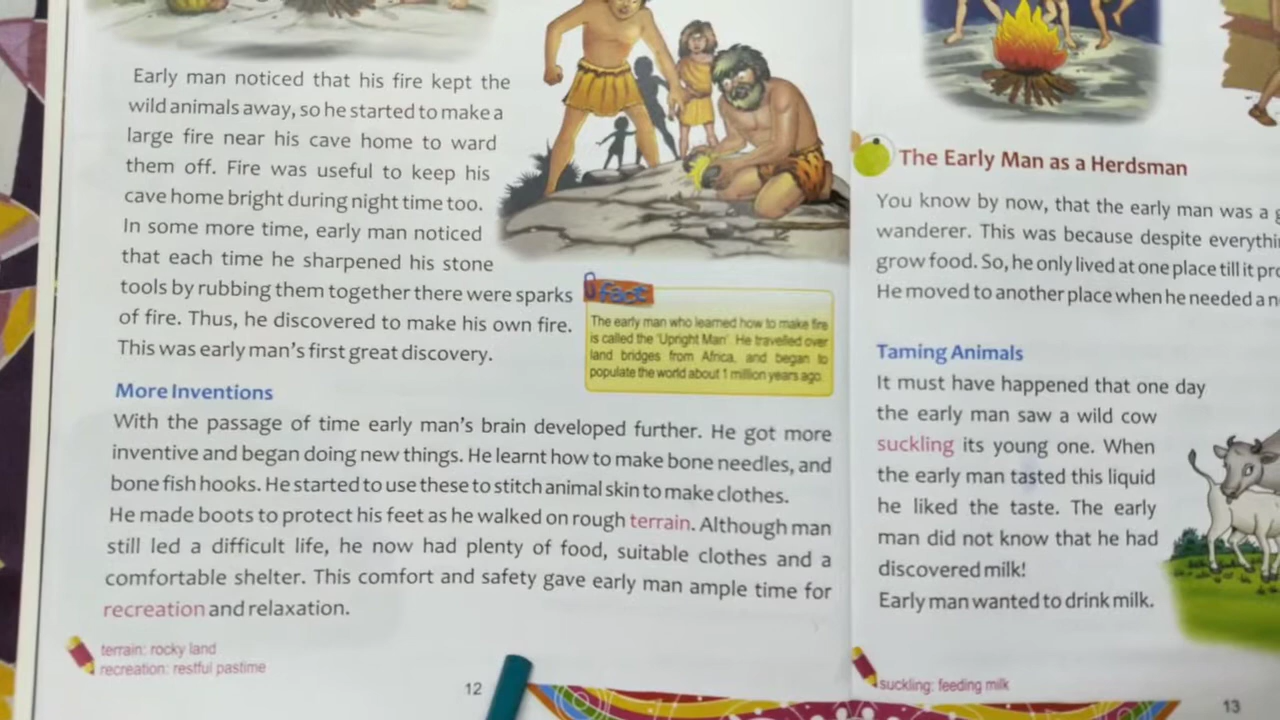 Early man noticed that his fire kept the
wild animals away, so he started to make a
large fire near his cave home to ward
them off. Fire was useful to keep his
cave home bright during night time too.
In some more time, early man noticed
that each time he sharpened his stone
tools by rubbing them together there were sparks
of fire. Thus, he discovered to make his own fire.
This was early man's first great discovery.
fact
The early man who learned how to make fire
is called the 'Upright Man'. He travelled over
land bridges from Africa, and began to
populate the world about 1 million years ago.
More Inventions
With the passage of time early man's brain developed further. He got more
inventive and began doing new things. He learnt how to make bone needles, and
bone fish hooks. He started to use these to stitch animal skin to make clothes.
He made boots to protect his feet as he walked on rough terrain. Although man
still led a difficult life, he now had plenty of food, suitable clothes and a
comfortable shelter. This comfort and safety gave early man ample time for
recreation and relaxation.
terrain: rocky land
recreation: restful pastime
12
The Early Man as a Herdsman
You know by now, that the early man was a
wanderer. This was because despite
grow food. So, he only lived at one place till it
He moved to another place when he needed a
Taming Animals
It must have happened that one day
the early man saw a wild cow
suckling its young one. When
the early man tasted this liquid
he liked the taste. The early
man did not know that he had
discovered milk!
Early man wanted to drink milk.
suckling: feeding milk
13